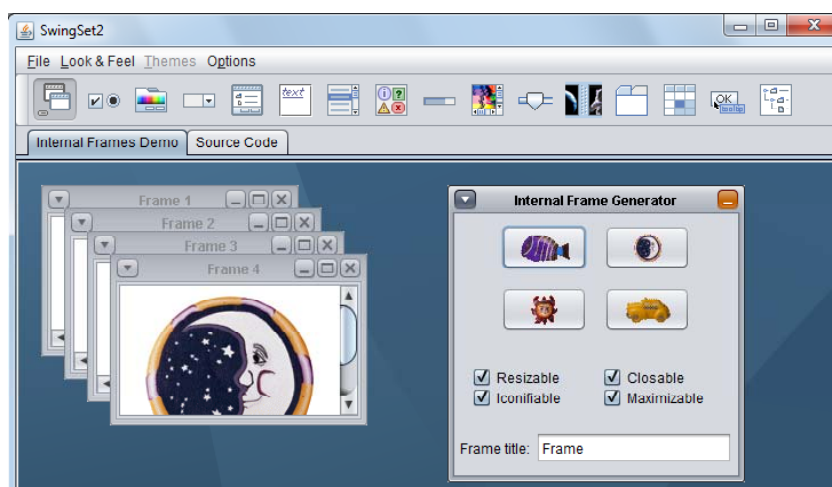 SwingSet2
File Look & Feel Themes Options
text
OK
tooltip
Internal Frames Demo Source Code
Frame 1
Frame 2
Frame 3
Frame 4
Internal Frame Generator
Resizable Closable
Iconifiable Maximizable
Frame title: Frame